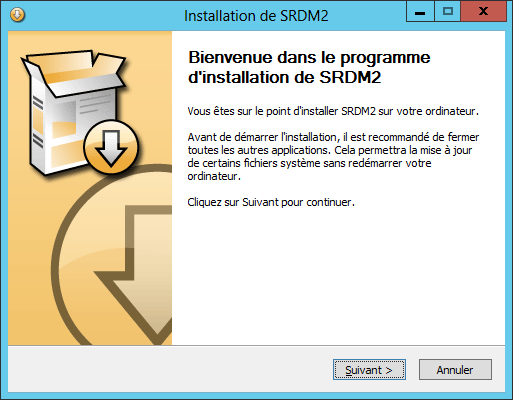 Installation de SRDM2
Bienvenue dans le programme
d'installation de SRDM2
Vous êtes sur le point d'installer SRDM2 sur votre ordinateur.
Avant de démarrer l'installation, il est recommandé de fermer
toutes les autres applications. Cela permettra la mise à jour
de certains fichiers système sans redémarrer votre
ordinateur.
Cliquez sur Suivant pour continuer.
Suivant >
Annuler